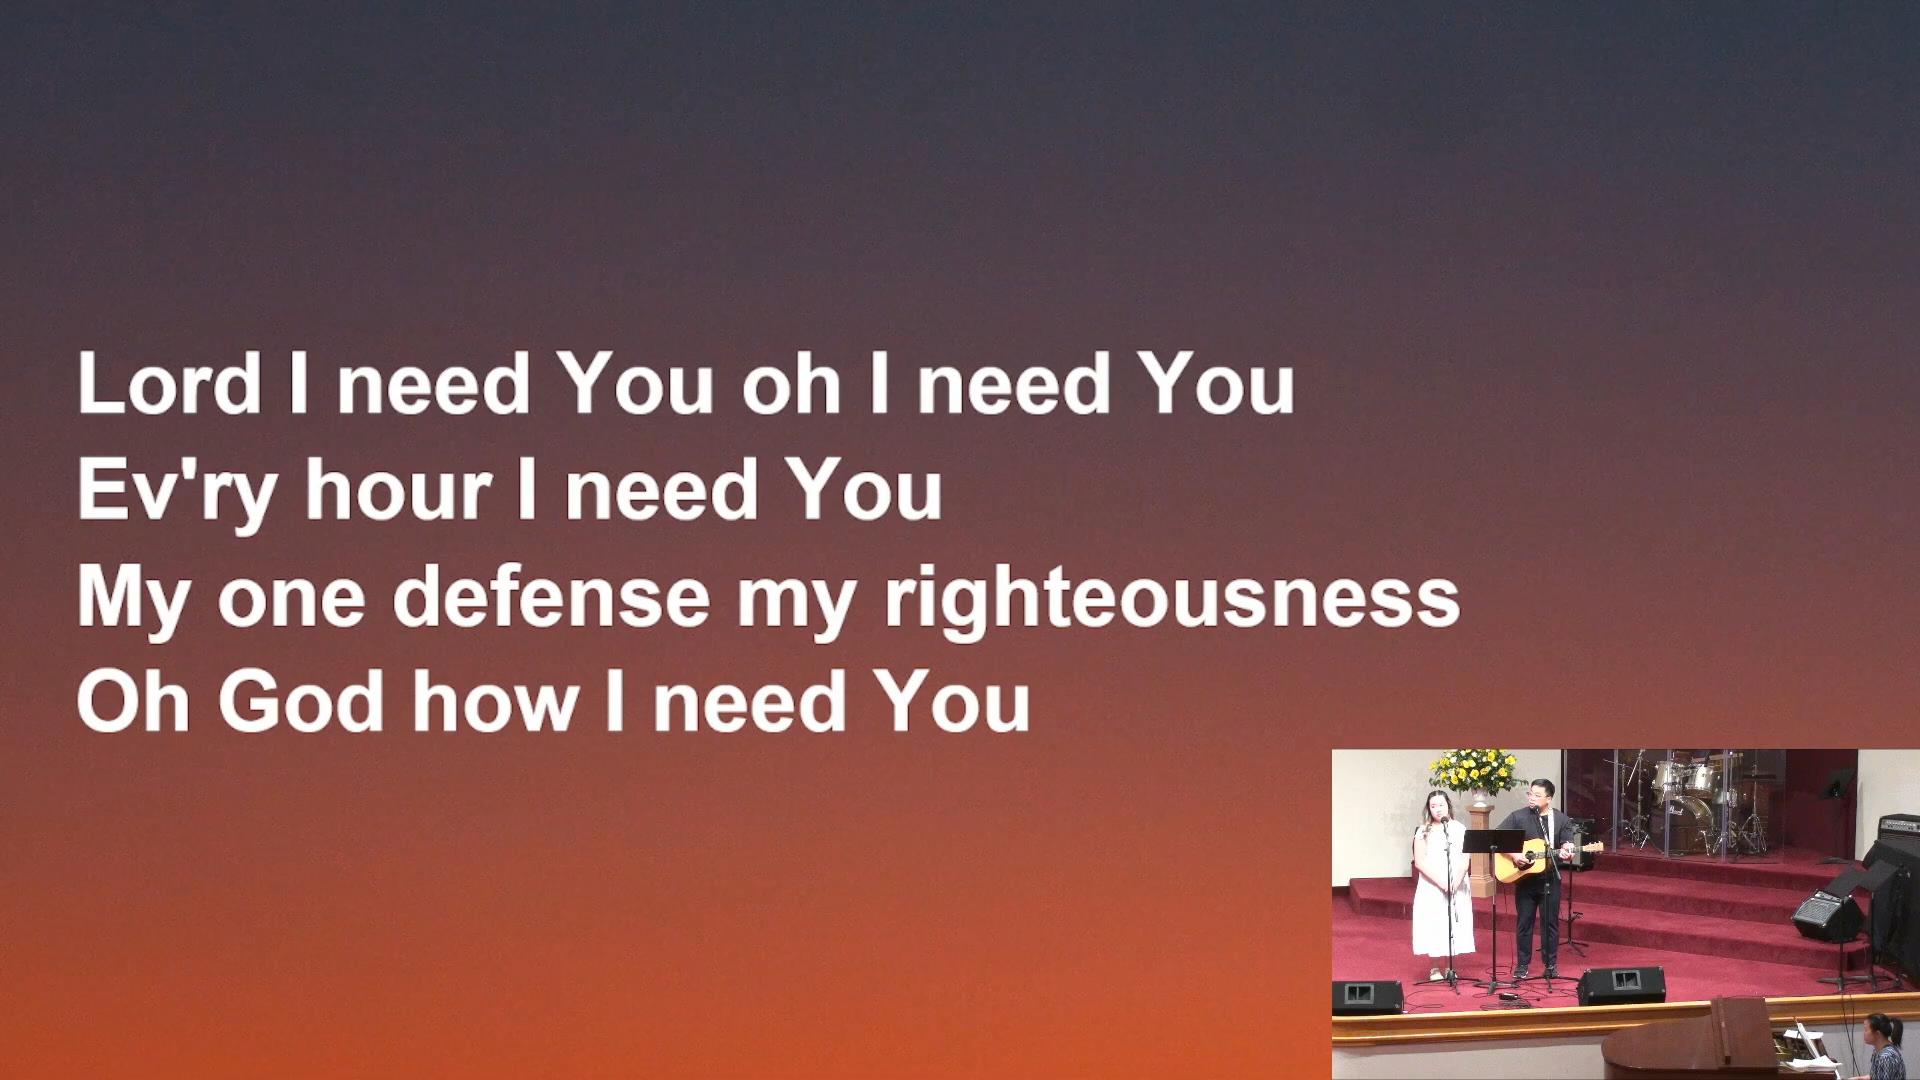 Lord I need You oh I need You
Ev'ry hour I need You
My one defense my righteousness
Oh God how I need You